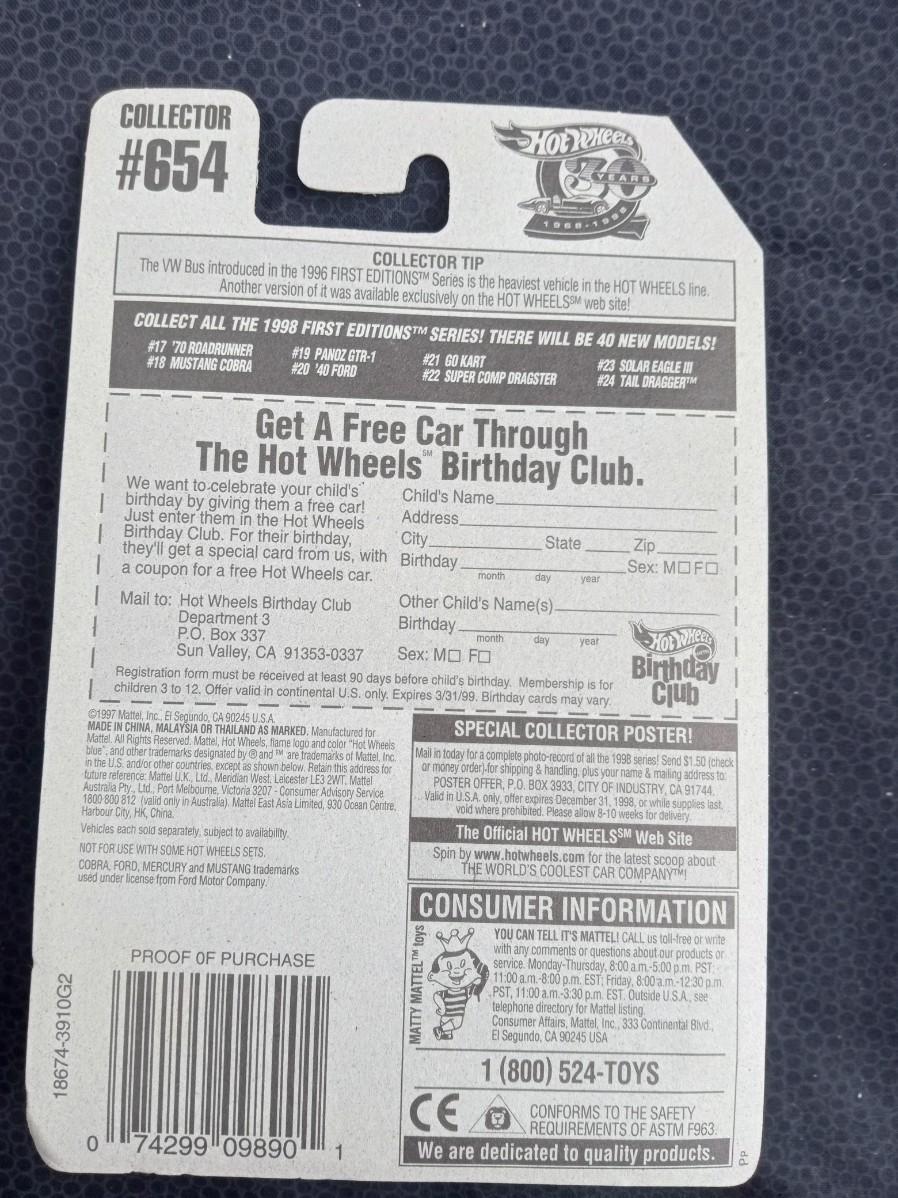 COLLECTOR
#654
HOT WHEELS
30
YEARS
1968-1998
COLLECTOR TIP
The VW Bus introduced in the 1996 FIRST EDITIONS™ Series is the heaviest vehicle in the HOT WHEELS line.
Another version of it was available exclusively on the HOT WHEELS℠ web site!
COLLECT ALL THE 1998 FIRST EDITIONS™ SERIES! THERE WILL BE 40 NEW MODELS!
#17 '70 ROADRUNNER
#18 MUSTANG COBRA
#19 PANOZ GTR-1
#20 '40 FORD
#21 GO KART
#22 SUPER COMP DRAGSTER
#23 SOLAR EAGLE III
#24 TAIL DRAGGER™
Get A Free Car Through
The Hot Wheels℠ Birthday Club.
We want to celebrate your child's
birthday by giving them a free car!
Just enter them in the Hot Wheels
Birthday Club. For their birthday,
they'll get a special card from us, with
a coupon for a free Hot Wheels car.
Mail to: Hot Wheels Birthday Club
Department 3
P.O. Box 337
Sun Valley, CA 91353-0337
Child's Name
Address
City State Zip
Birthday Sex: M☐ F☐
month day year
Other Child's Name(s)
Birthday
month day year
Sex: M☐ F☐
HOT WHEELS
Birthday
Club
Registration form must be received at least 90 days before child's birthday. Membership is for
children 3 to 12. Offer valid in continental U.S. only. Expires 3/31/99. Birthday cards may vary.
©1997 Mattel, Inc., El Segundo, CA 90245 U.S.A.
MADE IN CHINA, MALAYSIA OR THAILAND AS MARKED. Manufactured for
Mattel. All Rights Reserved. Mattel, Hot Wheels, flame logo and color "Hot Wheels
blue", and other trademarks designated by ® and ™ are trademarks of Mattel, Inc.
in the U.S. and/or other countries, except as shown below. Retain this address for
future reference: Mattel U.K., Ltd., Meridian West, Leicester LE3 2WT. Mattel
Australia Pty., Ltd., Port Melbourne, Victoria 3207 - Consumer Advisory Service
1800 800 812 (valid only in Australia). Mattel East Asia Limited, 930 Ocean Centre,
Harbour City, HK, China.
Vehicles each sold separately, subject to availability.
NOT FOR USE WITH SOME HOT WHEELS SETS.
COBRA, FORD, MERCURY and MUSTANG trademarks
used under license from Ford Motor Company.
SPECIAL COLLECTOR POSTER!
Mail in today for a complete photo-record of all the 1998 series! Send $1.50 (check
or money order) for shipping & handling, plus your name & mailing address to:
POSTER OFFER, P.O. BOX 3933, CITY OF INDUSTRY, CA 91744.
Valid in U.S.A. only, offer expires December 31, 1998, or while supplies last,
void where prohibited. Please allow 8-10 weeks for delivery.
The Official HOT WHEELS℠ Web Site
Spin by www.hotwheels.com for the latest scoop about
THE WORLD'S COOLEST CAR COMPANY™!
CONSUMER INFORMATION
MATTY MATTEL™ toys
YOU CAN TELL IT'S MATTEL! CALL us toll-free or write
with any comments or questions about our products or
service. Monday-Thursday, 8:00 a.m.-5:00 p.m. PST,
11:00 a.m.-8:00 p.m. EST; Friday, 8:00 a.m.-12:30 p.m.
PST, 11:00 a.m.-3:30 p.m. EST. Outside U.S.A., see
telephone directory for Mattel listing.
Consumer Affairs, Mattel, Inc., 333 Continental Blvd.,
El Segundo, CA 90245 USA
1 (800) 524-TOYS
CE
CONFORMS TO THE SAFETY
REQUIREMENTS OF ASTM F963.
We are dedicated to quality products.
PP
PROOF OF PURCHASE
0 74299 09890 1
18674-3910G2